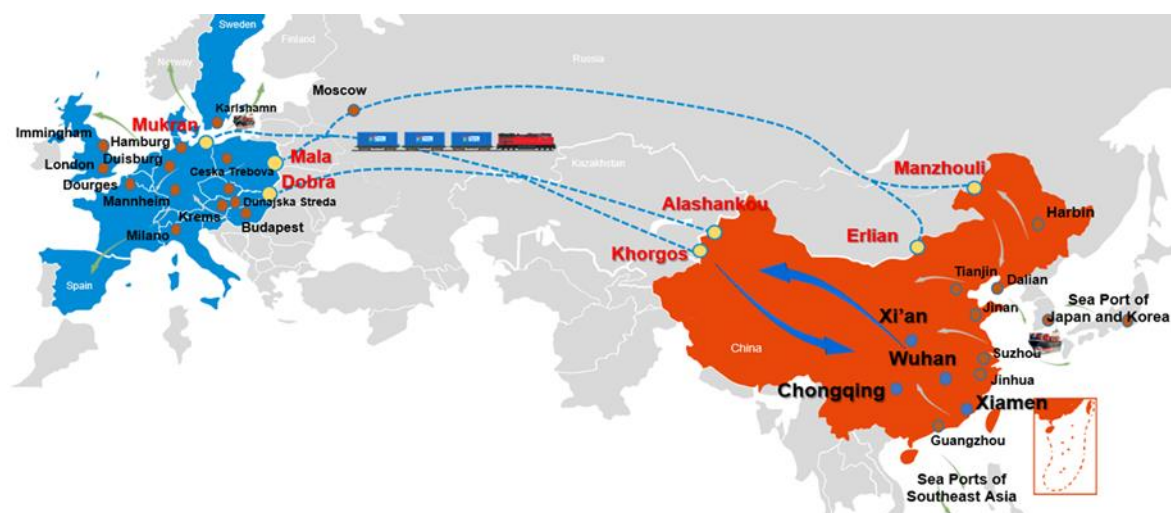 Sweden
Finland
Norway
Russia
Karlshamn
Moscow
Immingham
Mukran
Hamburg
London
Duisburg
Mala
Ceska Trebova
Dourges
Dobra
Mannheim
Dunajska Streda
Krems
Budapest
Milano
Spain
Kazakhstan
Manzhouli
Alashankou
Harbin
Khorgos
Erlian
Tianjin
Dalian
Jinan
Sea Port of
Japan and Korea
Xi'an
China
Wuhan
Suzhou
Jinhua
Chongqing
Xiamen
Guangzhou
Sea Ports of
Southeast Asia